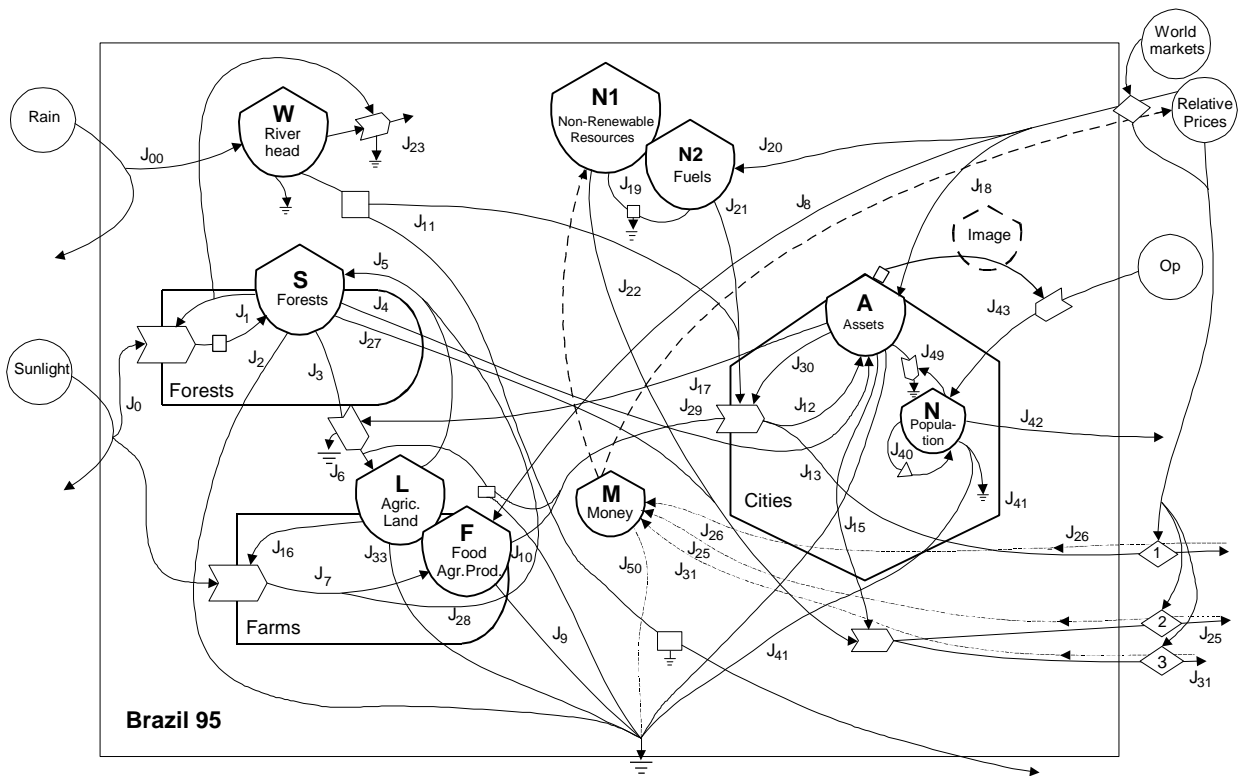 World
markets
Rain
W
River
head
J23
J00
N1
Non-Renewable
Resources
N2
Fuels
J20
J19
J21
J8
J18
Relative
Prices
Image
Op
J11
J5
S
Forests
J4
J27
J22
A
Assets
J43
J1
J2
J3
Forests
Sunlight
J0
J17
J29
J30
J12
J49
N
Popula-
tion
J42
J40
J6
J13
Cities
J41
L
Agric.
Land
M
Money
J15
J16
J33
F
Food
Agr.Prod.
J10
J26
J25
J31
J50
J26
1
J7
J28
Farms
J9
J41
2
J25
3
J31
Brazil 95